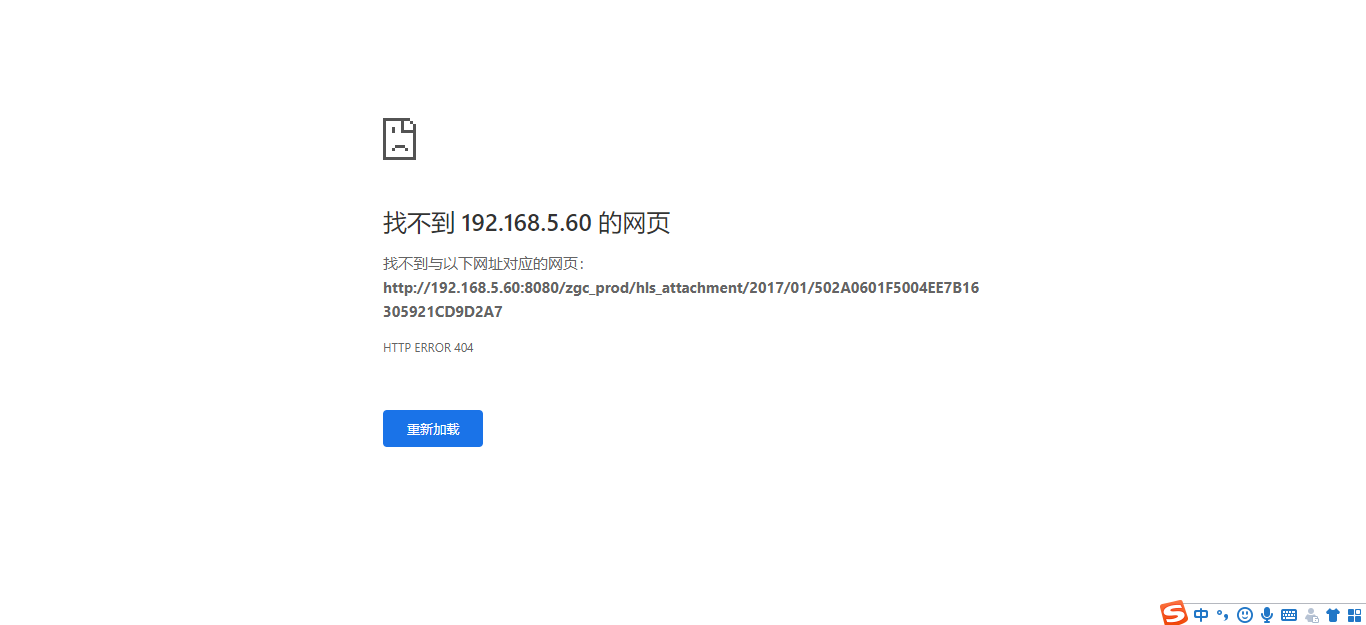 找不到 192.168.5.60 的网页
找不到与以下网址对应的网页：
http://192.168.5.60:8080/zgc_prod/hls_attachment/2017/01/502A0601F5004EE7B16
305921CD9D2A7
HTTP ERROR 404
重新加载
S 中